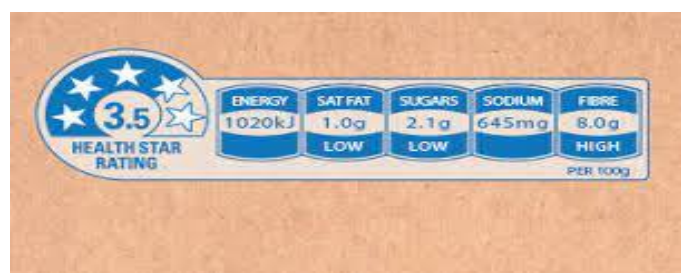 ENERGY SAT FAT SUGARS SODIUM FIBRE
3.5 1020kJ 1.0g 2.1g 645mg 8.0g
HEALTH STAR LOW LOW HIGH
RATING
PER 100g